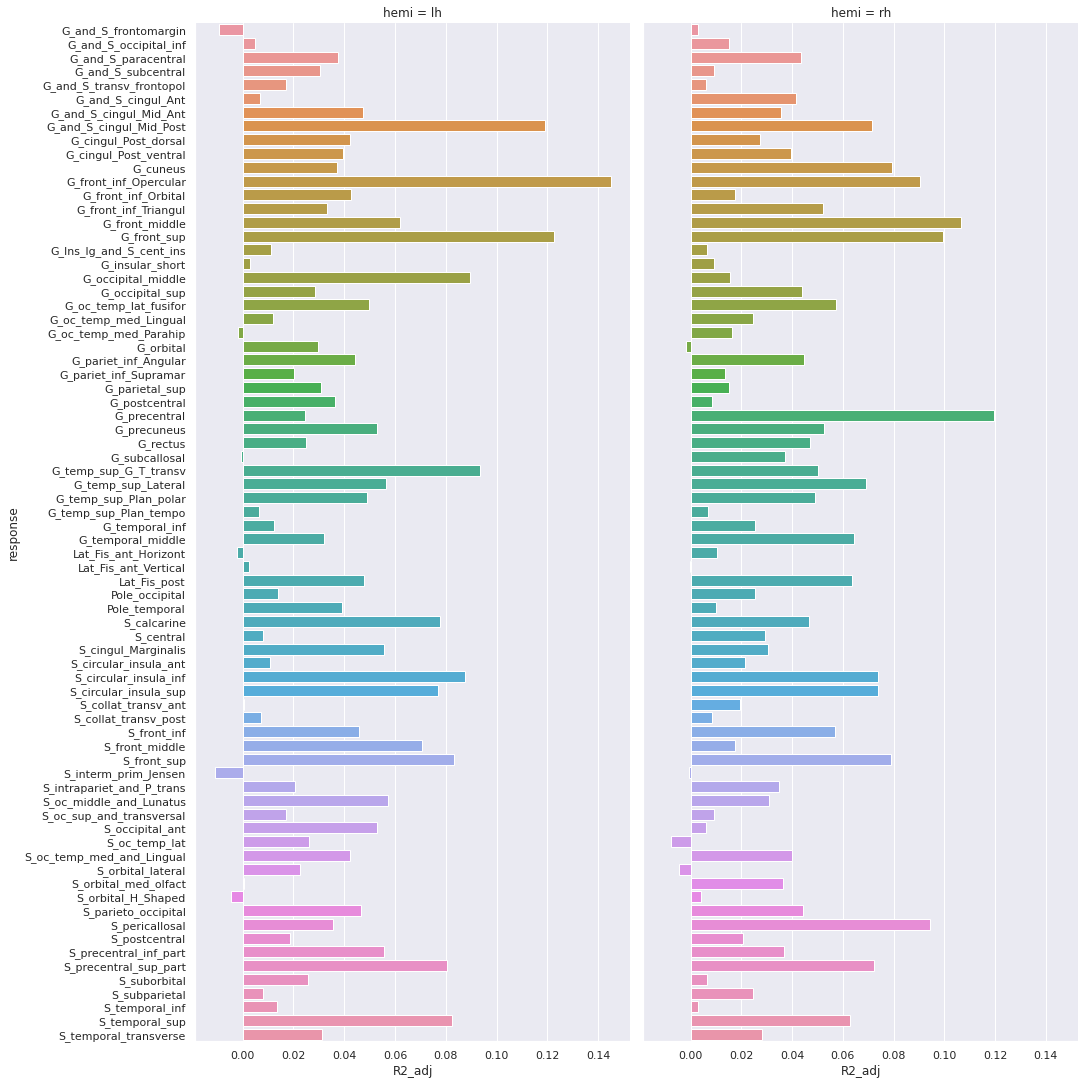 hemi = lh
hemi = rh
response
G_and_S_frontomargin
G_and_S_occipital_inf
G_and_S_paracentral
G_and_S_subcentral
G_and_S_transv_frontopol
G_and_S_cingul_Ant
G_and_S_cingul_Mid_Ant
G_and_S_cingul_Mid_Post
G_cingul_Post_dorsal
G_cingul_Post_ventral
G_cuneus
G_front_inf_Opercular
G_front_inf_Orbital
G_front_inf_Triangul
G_front_middle
G_front_sup
G_Ins_lg_and_S_cent_ins
G_insular_short
G_occipital_middle
G_occipital_sup
G_oc_temp_lat_fusifor
G_oc_temp_med_Lingual
G_oc_temp_med_Parahip
G_orbital
G_pariet_inf_Angular
G_pariet_inf_Supramar
G_parietal_sup
G_postcentral
G_precentral
G_precuneus
G_rectus
G_subcallosal
G_temp_sup_G_T_transv
G_temp_sup_Lateral
G_temp_sup_Plan_polar
G_temp_sup_Plan_tempo
G_temporal_inf
G_temporal_middle
Lat_Fis_ant_Horizont
Lat_Fis_ant_Vertical
Lat_Fis_post
Pole_occipital
Pole_temporal
S_calcarine
S_central
S_cingul_Marginalis
S_circular_insula_ant
S_circular_insula_inf
S_circular_insula_sup
S_collat_transv_ant
S_collat_transv_post
S_front_inf
S_front_middle
S_front_sup
S_interm_prim_Jensen
S_intrapariet_and_P_trans
S_oc_middle_and_Lunatus
S_oc_sup_and_transversal
S_occipital_ant
S_oc_temp_lat
S_oc_temp_med_and_Lingual
S_orbital_lateral
S_orbital_med_olfact
S_orbital_H_Shaped
S_parieto_occipital
S_pericallosal
S_postcentral
S_precentral_inf_part
S_precentral_sup_part
S_suborbital
S_subparietal
S_temporal_inf
S_temporal_sup
S_temporal_transverse
0.00 0.02 0.04 0.06 0.08 0.10 0.12 0.14
0.00 0.02 0.04 0.06 0.08 0.10 0.12 0.14
R2_adj
R2_adj